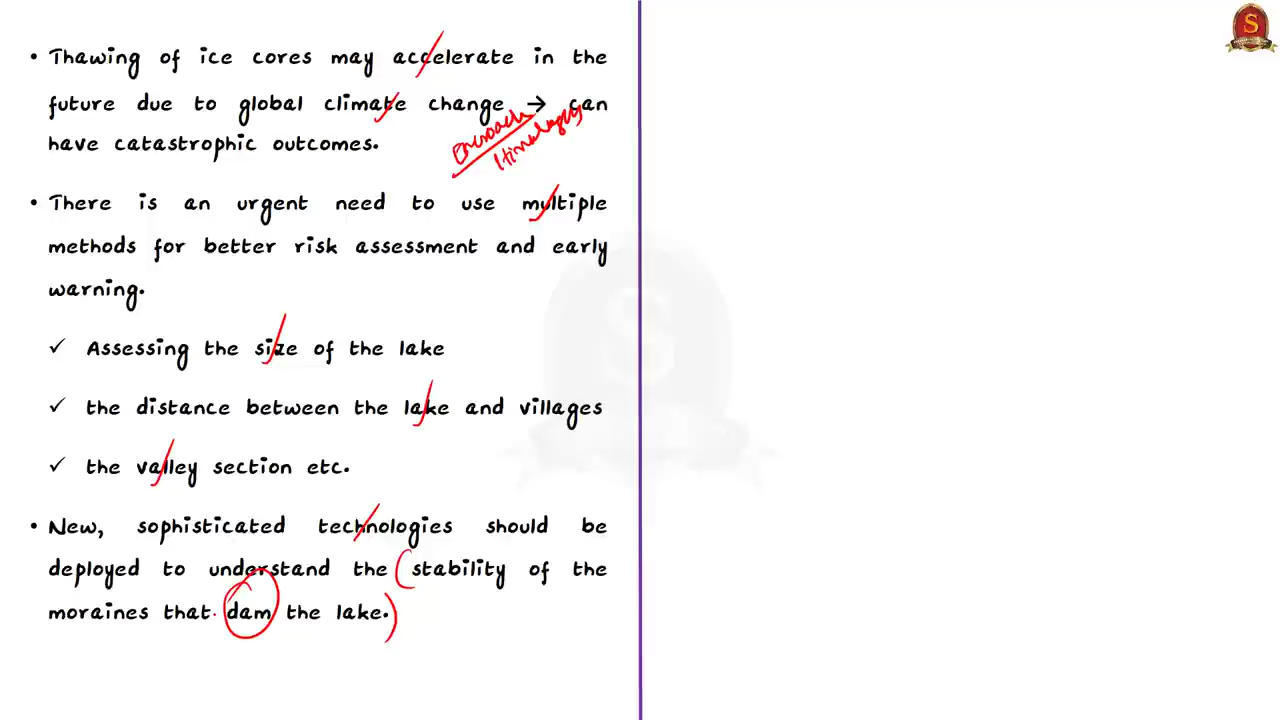 • Thawing of ice cores may accelerate in the
future due to global climate change → can
have catastrophic outcomes.
Himalayas
• There is an urgent need to use multiple
methods for better risk assessment and early
warning.
✓ Assessing the size of the lake
✓ the distance between the lake and villages
✓ the valley section etc.
• New, sophisticated technologies should be
deployed to understand the (stability of the
moraines that dam the lake.)
S